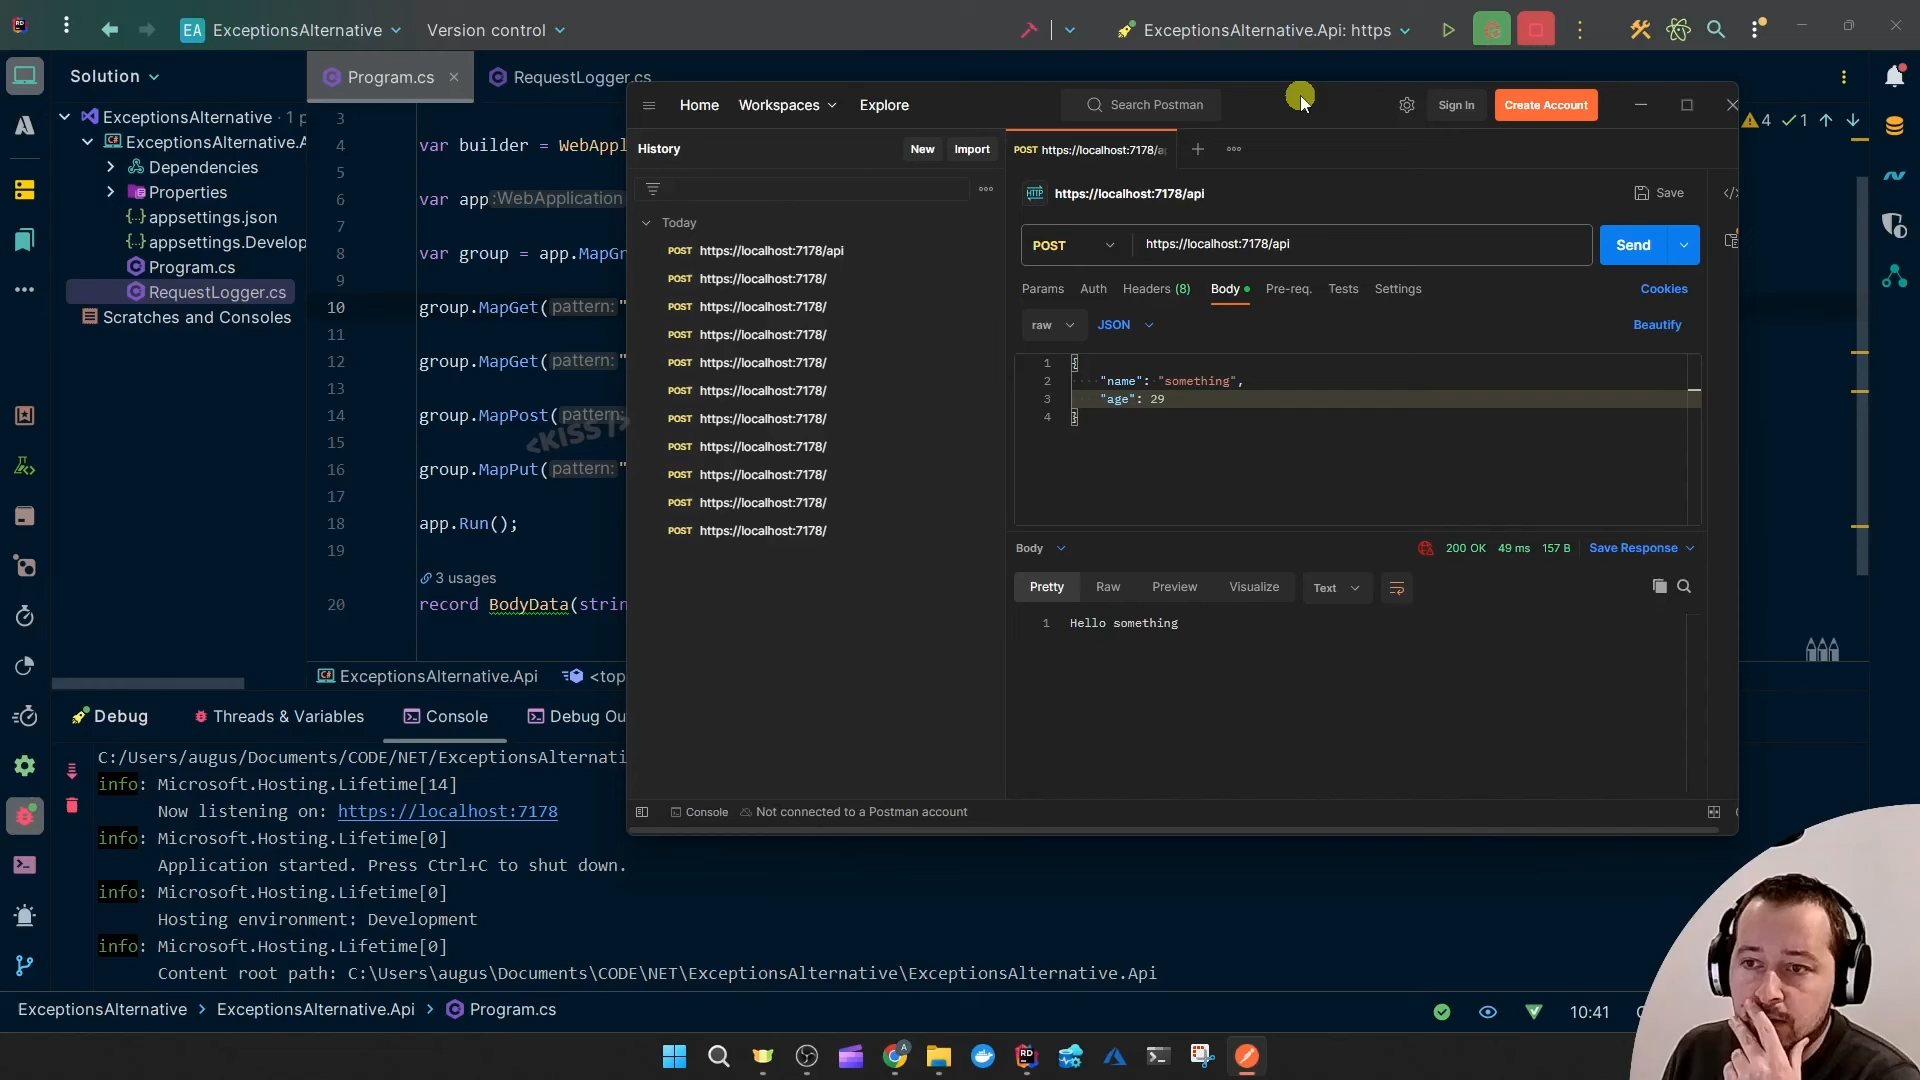 EA ExceptionsAlternative Version control ExceptionsAlternative.Api: https
Solution
Program.cs
RequestLogger.cs
ExceptionsAlternative · 1 p
ExceptionsAlternative.A
Dependencies
Properties
appsettings.json
appsettings.Develop
Program.cs
RequestLogger.cs
Scratches and Consoles
3
4 var builder = WebAppl
5
6 var app :WebApplication
7
8 var group = app.MapGr
9
10 group.MapGet( pattern: "
11
12 group.MapGet( pattern: "
13
14 group.MapPost( pattern:
<KISS />
15
16 group.MapPut( pattern: "
17
18 app.Run();
19
3 usages
20 record BodyData(strin
4 1
ExceptionsAlternative.Api <top
Home Workspaces Explore Search Postman Sign In Create Account
History New Import
Today
POST https://localhost:7178/api
POST https://localhost:7178/
POST https://localhost:7178/
POST https://localhost:7178/
POST https://localhost:7178/
POST https://localhost:7178/
POST https://localhost:7178/
POST https://localhost:7178/
POST https://localhost:7178/
POST https://localhost:7178/
POST https://localhost:7178/
POST https://localhost:7178/a
HTTP https://localhost:7178/api Save </>
POST https://localhost:7178/api Send
Params Auth Headers (8) Body Pre-req. Tests Settings Cookies
raw JSON Beautify
1 {
2 "name": "something",
3 "age": 29
4 }
Body 200 OK 49 ms 157 B Save Response
Pretty Raw Preview Visualize Text
1 Hello something
Console Not connected to a Postman account
Debug Threads & Variables Console Debug Ou
C:/Users/augus/Documents/CODE/NET/ExceptionsAlternati
info: Microsoft.Hosting.Lifetime[14]
Now listening on: https://localhost:7178
info: Microsoft.Hosting.Lifetime[0]
Application started. Press Ctrl+C to shut down.
info: Microsoft.Hosting.Lifetime[0]
Hosting environment: Development
info: Microsoft.Hosting.Lifetime[0]
Content root path: C:\Users\augus\Documents\CODE\NET\ExceptionsAlternative\ExceptionsAlternative.Api
ExceptionsAlternative > ExceptionsAlternative.Api > Program.cs 10:41